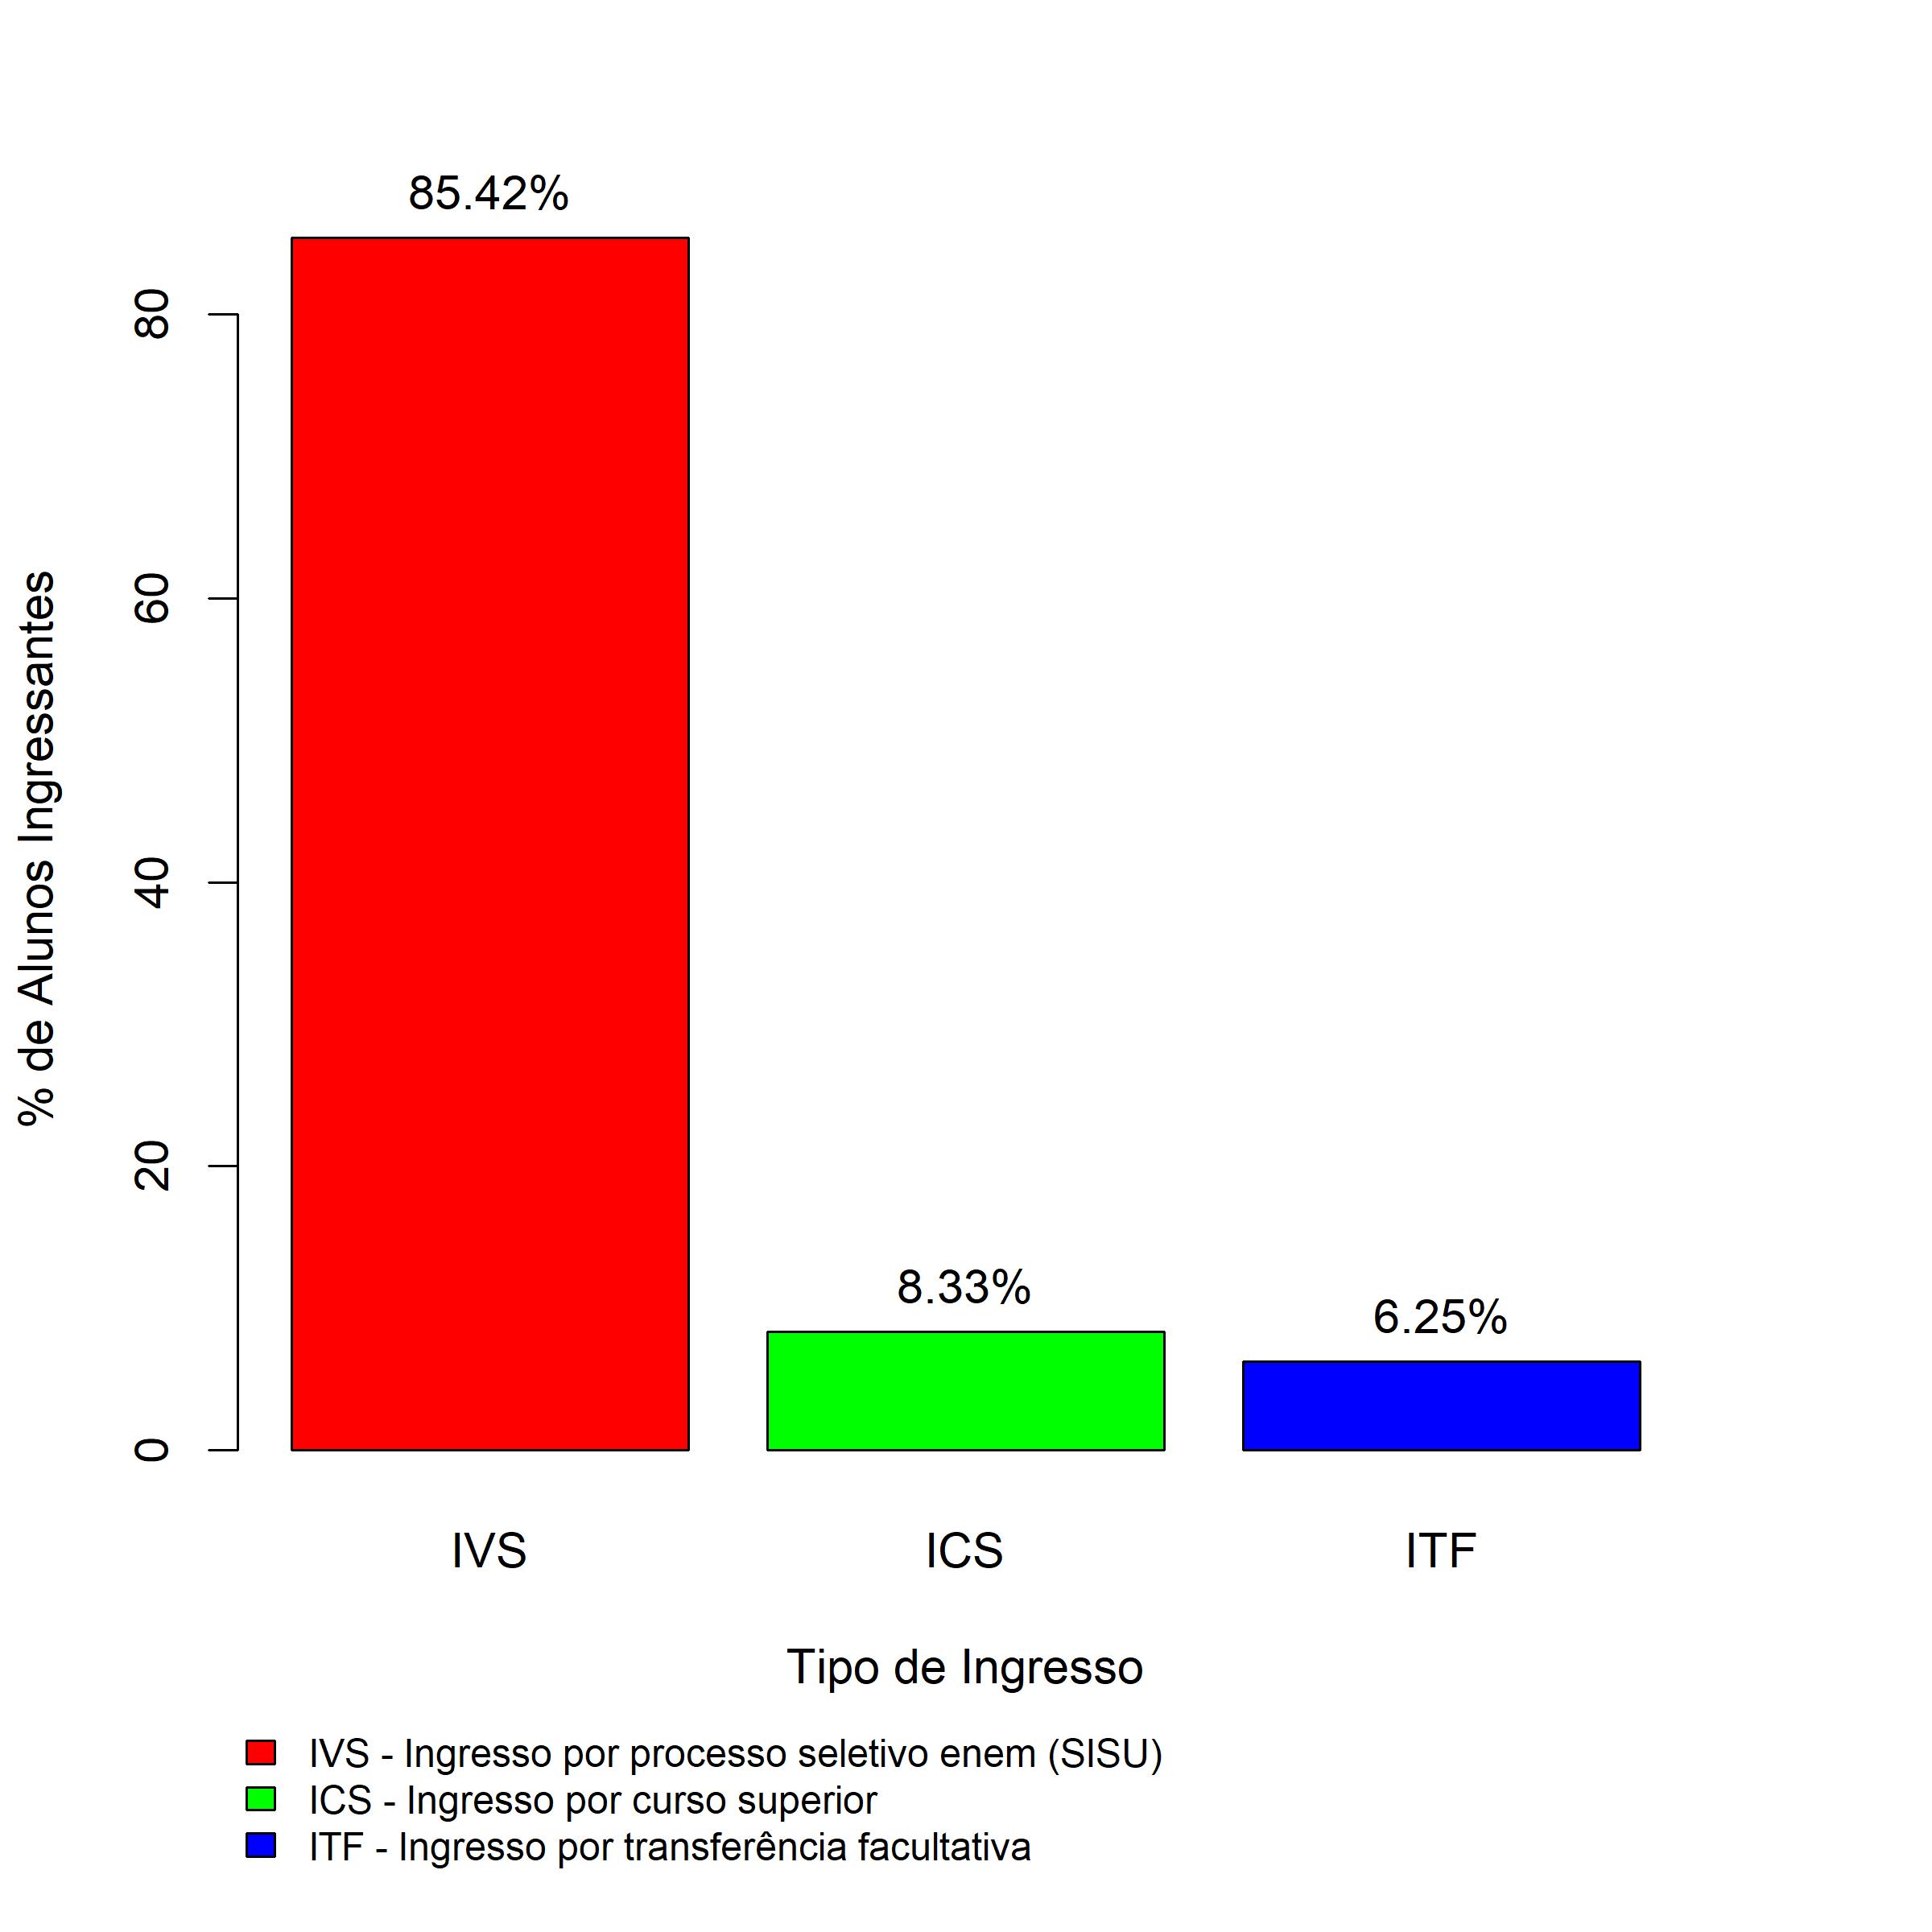 85.42%
8.33%
6.25%
80
60
40
20
0
% de Alunos Ingressantes
IVS
ICS
ITF
Tipo de Ingresso
IVS - Ingresso por processo seletivo enem (SISU)
ICS - Ingresso por curso superior
ITF - Ingresso por transferência facultativa